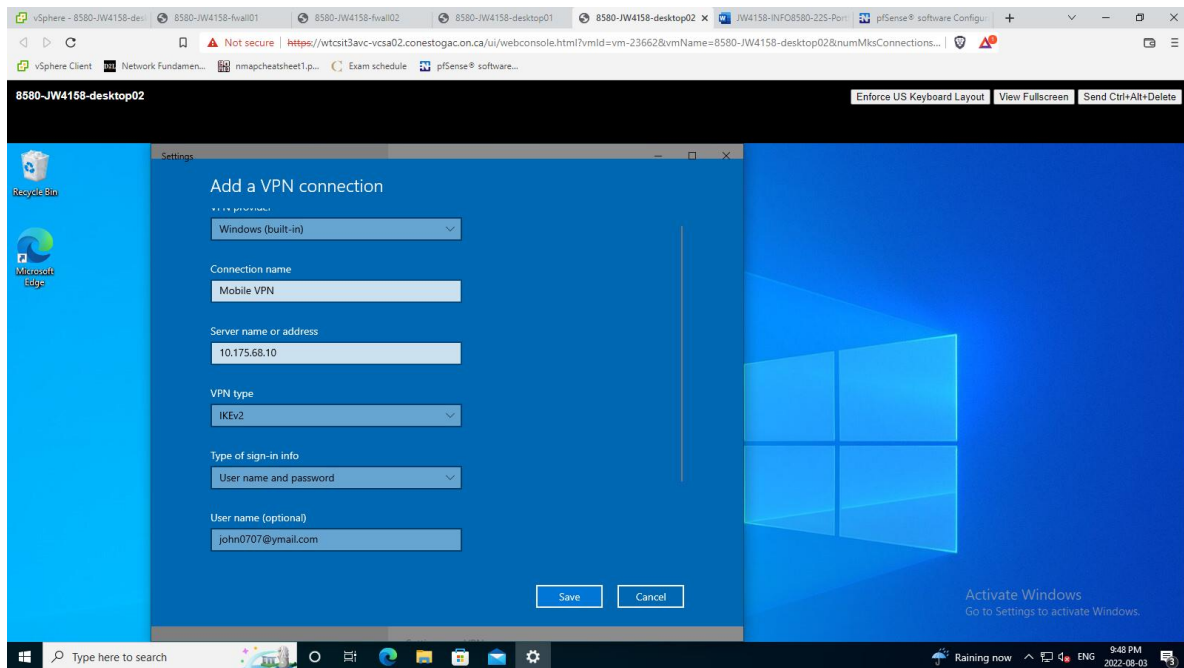 vSphere - 8580-JW4158-des
8580-JW4158-fwall01
8580-JW4158-fwall02
8580-JW4158-desktop01
8580-JW4158-desktop02
JW4158-INFO8580-22S-Port
pfSense® software Configur
Not secure https://wtcsit3avc-vcsa02.conestogac.on.ca/ui/webconsole.html?vmId=vm-23662&vmName=8580-JW4158-desktop02&numMksConnections...
vSphere Client
D2L
Network Fundamen...
nmapcheatsheet1.p...
Exam schedule
pfSense® software...
8580-JW4158-desktop02
Enforce US Keyboard Layout
View Fullscreen
Send Ctrl+Alt+Delete
Recycle Bin
Microsoft
Edge
Settings
Add a VPN connection
VPN provider
Windows (built-in)
Connection name
Mobile VPN
Server name or address
10.175.68.10
VPN type
IKEv2
Type of sign-in info
User name and password
User name (optional)
john0707@ymail.com
Save
Cancel
Activate Windows
Go to Settings to activate Windows.
Type here to search
Raining now
ENG
9:48 PM
2022-08-03